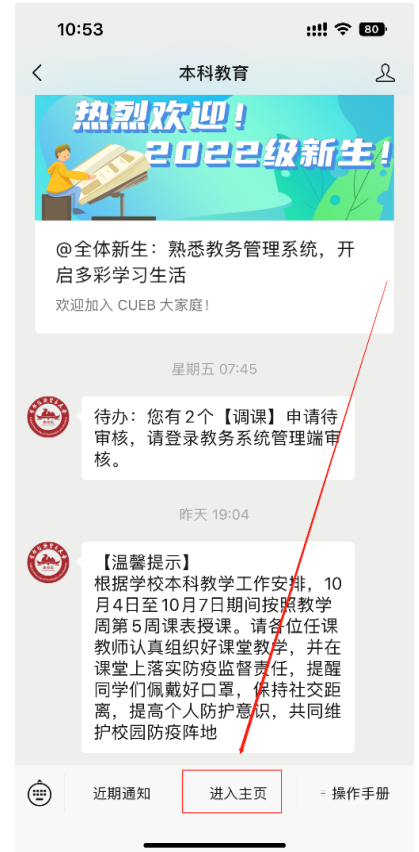 10:53
80
本科教育
热烈欢迎！
2022级新生！
@全体新生：熟悉教务管理系统，开
启多彩学习生活
欢迎加入 CUEB 大家庭！
星期五 07:45
待办：您有2个【调课】申请待
审核，请登录教务系统管理端审
核。
昨天 19:04
【温馨提示】
根据学校本科教学工作安排，10
月4日至10月7日期间按照教学
周第5周课表授课。请各位任课
教师认真组织好课堂教学，并在
课堂上落实防疫监督责任，提醒
同学们佩戴好口罩，保持社交距
离，提高个人防护意识，共同维
护校园防疫阵地
近期通知
进入主页
操作手册